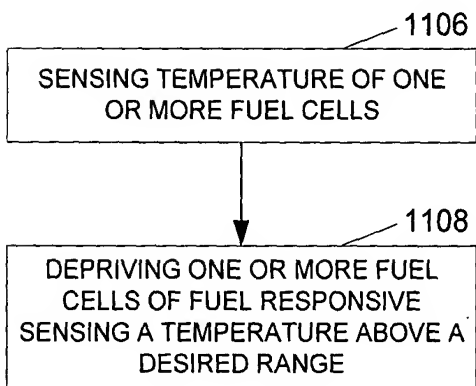 1106
SENSING TEMPERATURE OF ONE
OR MORE FUEL CELLS
1108
DEPRIVING ONE OR MORE FUEL
CELLS OF FUEL RESPONSIVE
SENSING A TEMPERATURE ABOVE A
DESIRED RANGE